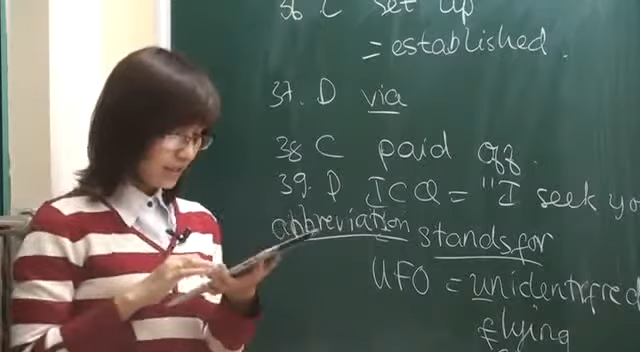 36 C set up
= established.
37. D via
38 C paid off.
39. D ICQ = "I seek yo
abbreviation stands for
UFO = unidentified
flying